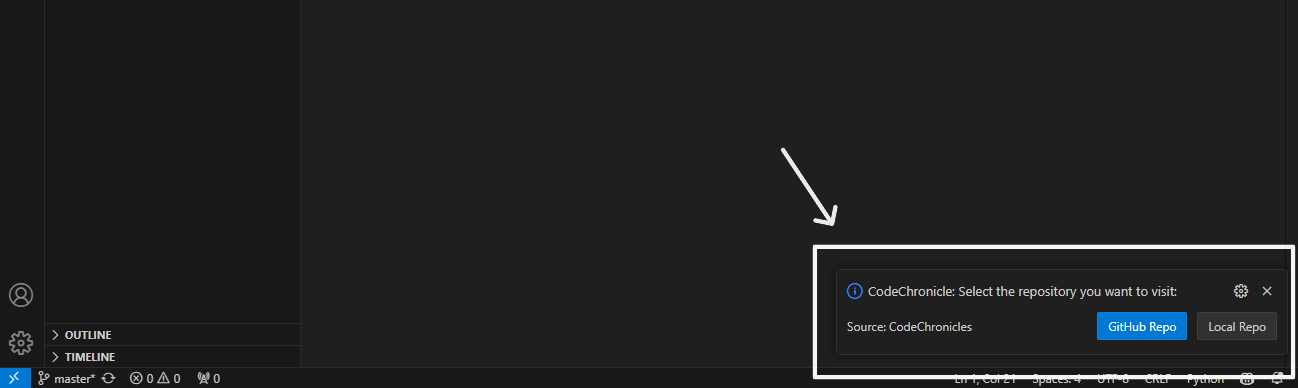 CodeChronicle: Select the repository you want to visit:
Source: CodeChronicles
GitHub Repo
Local Repo
OUTLINE
TIMELINE
master* 0 0 0 Ln 1, Col 21 Spaces: 4 UTF-8 CRLF Python